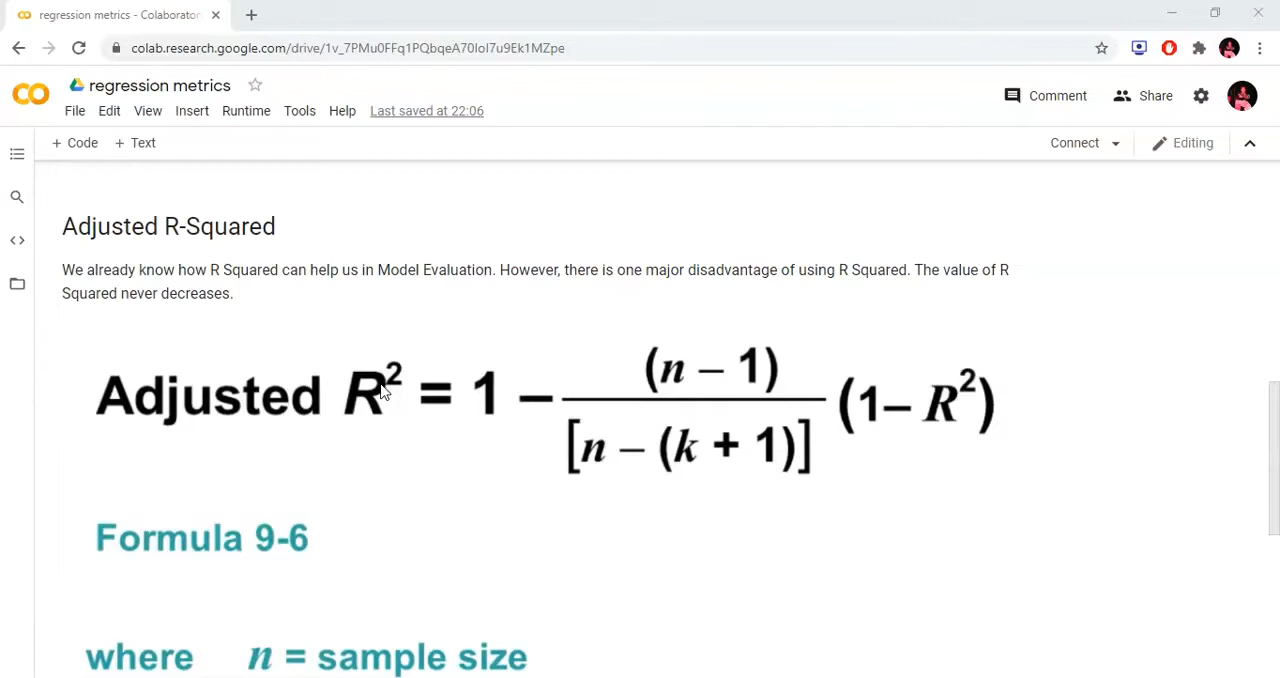 regression metrics - Colaborator
colab.research.google.com/drive/1v_7PMu0FFq1PQbqeA70IoI7u9Ek1MZpe
regression metrics
Comment
Share
File Edit View Insert Runtime Tools Help Last saved at 22:06
+ Code + Text
Connect
Editing
Adjusted R-Squared
We already know how R Squared can help us in Model Evaluation. However, there is one major disadvantage of using R Squared. The value of R
Squared never decreases.
Adjusted R² = 1 – (n – 1) / [n – (k + 1)] (1– R²)
Formula 9-6
where n = sample size